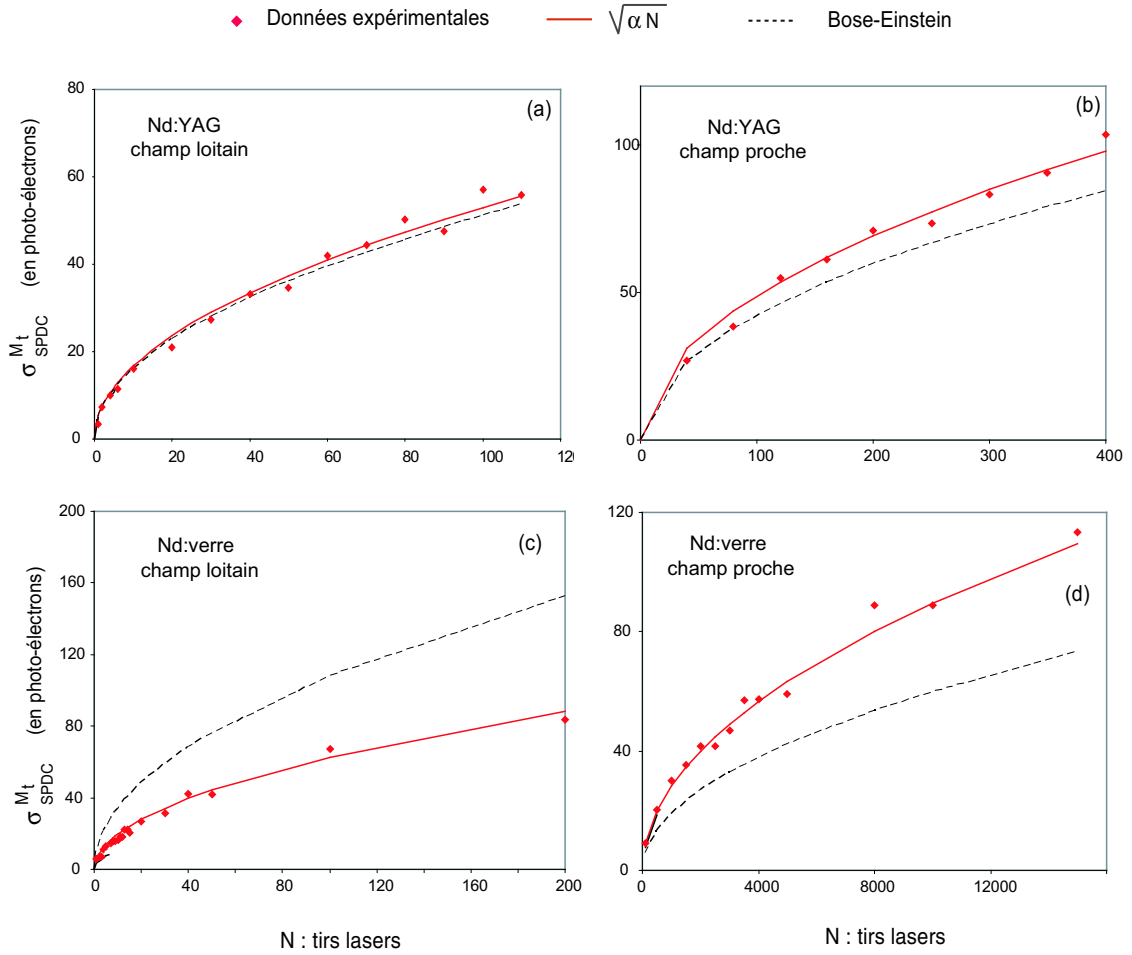 Données expérimentales
√αN
Bose-Einstein
σ SPDC M t (en photo-électrons)
80
60
40
20
0
Nd:YAG
champ loitain
(a)
0 20 40 60 80 100 12
100
50
0
Nd:YAG
champ proche
(b)
0 100 200 300 400
σ SPDC M t (en photo-électrons)
200
160
120
80
40
0
Nd:verre
champ loitain
(c)
0 40 80 120 160 200
N : tirs lasers
120
80
40
0
Nd:verre
champ proche
(d)
0 4000 8000 12000
N : tirs lasers